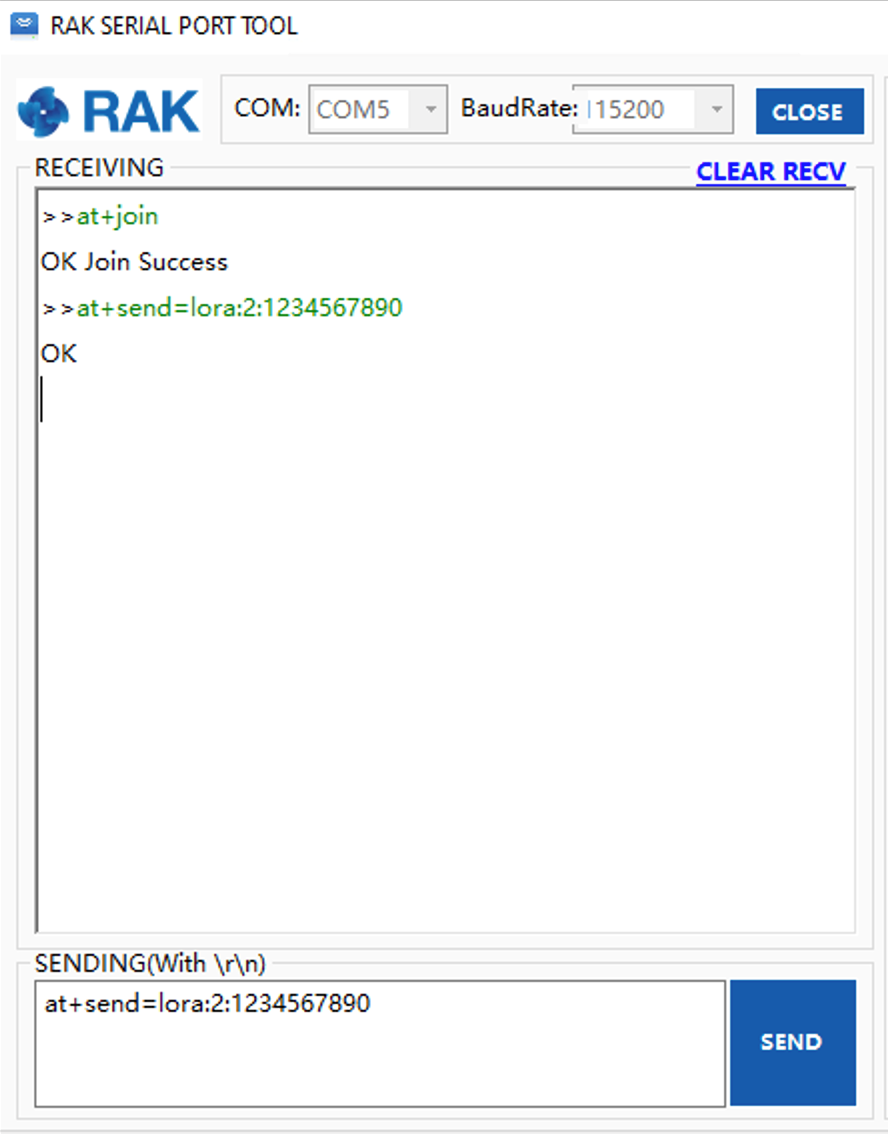 RAK SERIAL PORT TOOL
RAK COM: COM5 BaudRate: 115200 CLOSE
RECEIVING CLEAR RECV
>>at+join
OK Join Success
>>at+send=lora:2:1234567890
OK
SENDING(With \r\n)
at+send=lora:2:1234567890
SEND